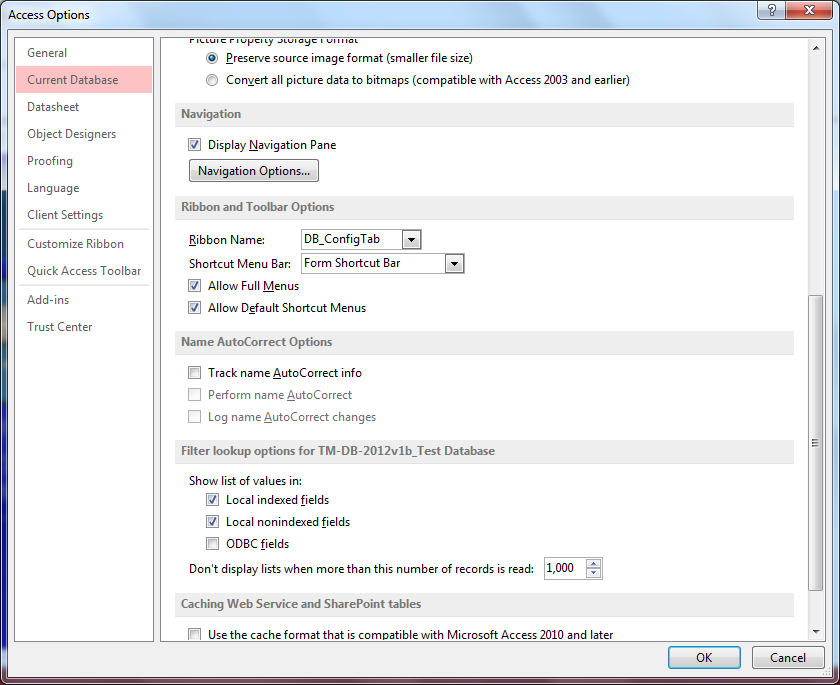 Access Options
General
Current Database
Datasheet
Object Designers
Proofing
Language
Client Settings
Customize Ribbon
Quick Access Toolbar
Add-ins
Trust Center
Picture Property Storage Format
Preserve source image format (smaller file size)
Convert all picture data to bitmaps (compatible with Access 2003 and earlier)
Navigation
Display Navigation Pane
Navigation Options...
Ribbon and Toolbar Options
Ribbon Name: DB_ConfigTab
Shortcut Menu Bar: Form Shortcut Bar
Allow Full Menus
Allow Default Shortcut Menus
Name AutoCorrect Options
Track name AutoCorrect info
Perform name AutoCorrect
Log name AutoCorrect changes
Filter lookup options for TM-DB-2012v1b_Test Database
Show list of values in:
Local indexed fields
Local nonindexed fields
ODBC fields
Don't display lists when more than this number of records is read: 1,000
Caching Web Service and SharePoint tables
Use the cache format that is compatible with Microsoft Access 2010 and later
OK Cancel